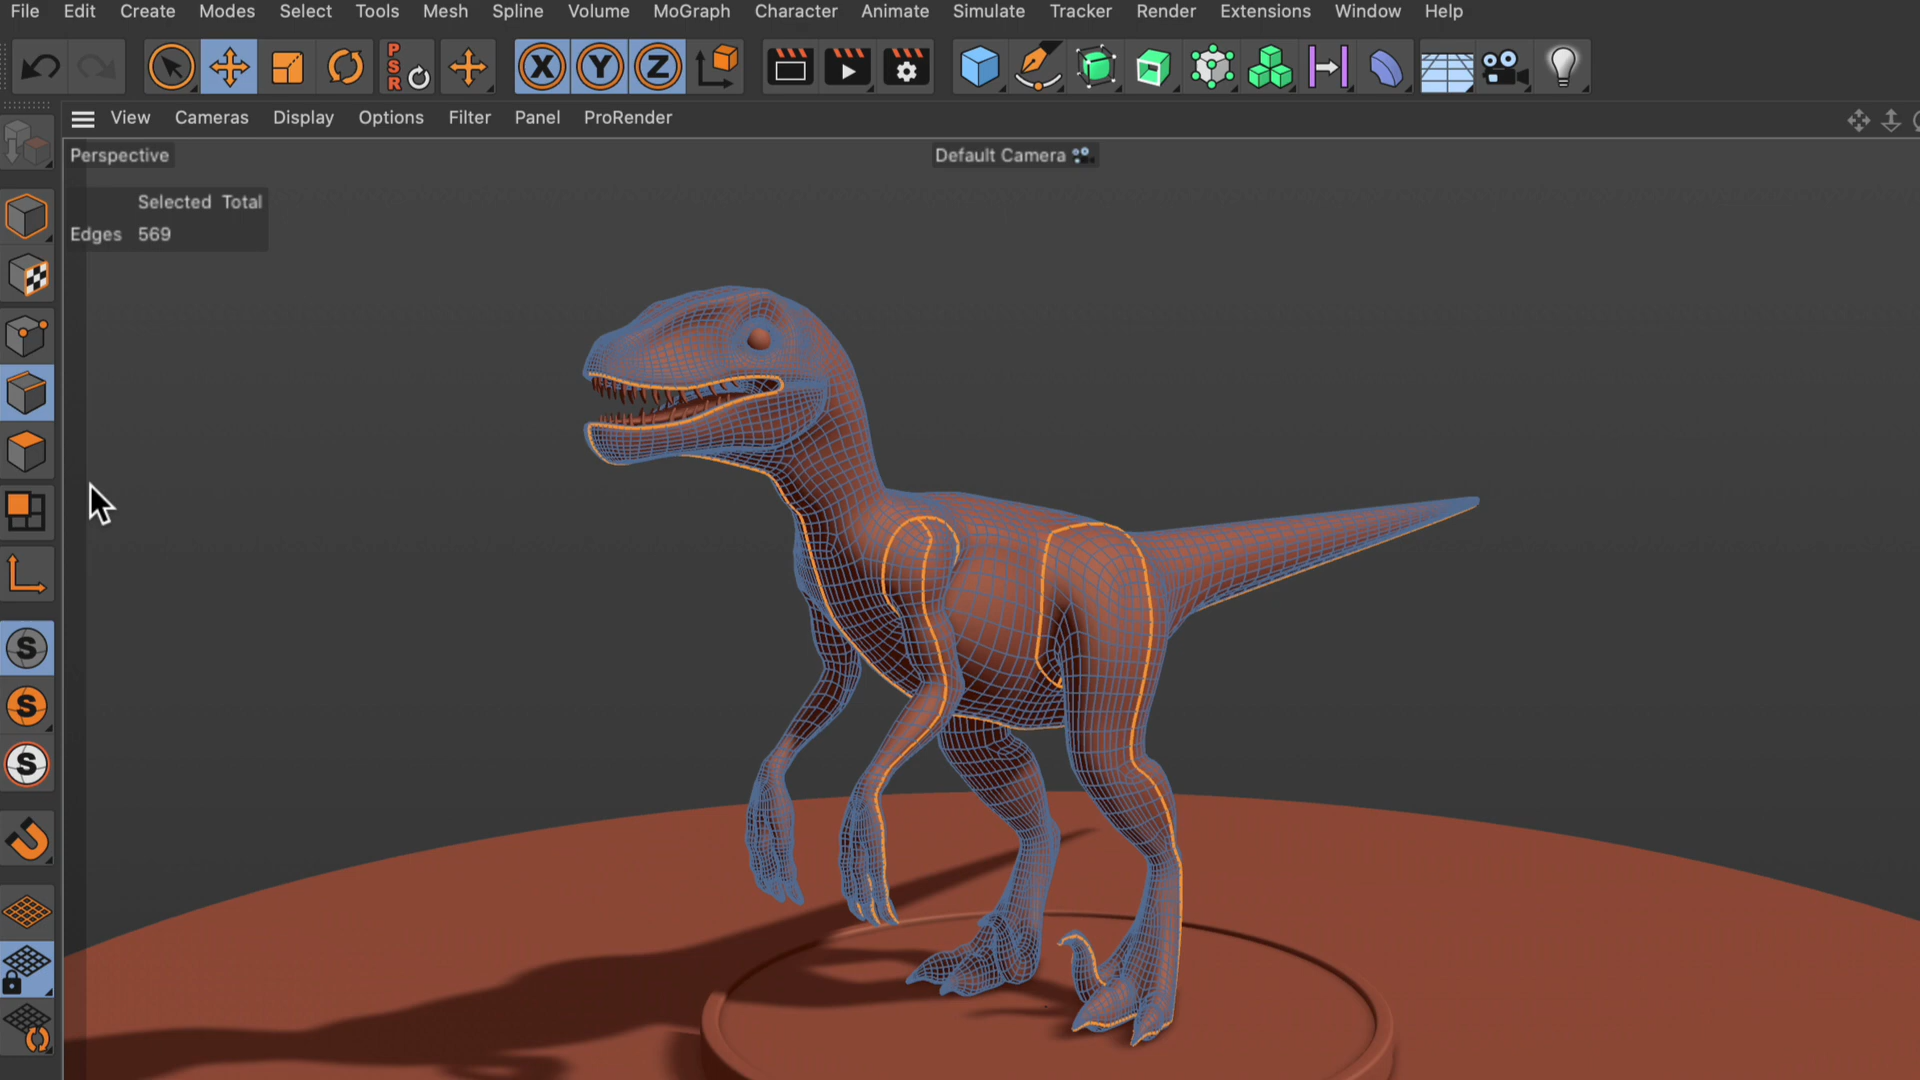 File Edit Create Modes Select Tools Mesh Spline Volume MoGraph Character Animate Simulate Tracker Render Extensions Window Help
P
S
R
X Y Z
View Cameras Display Options Filter Panel ProRender
Perspective
Default Camera
Selected Total
Edges 569
S
S
S